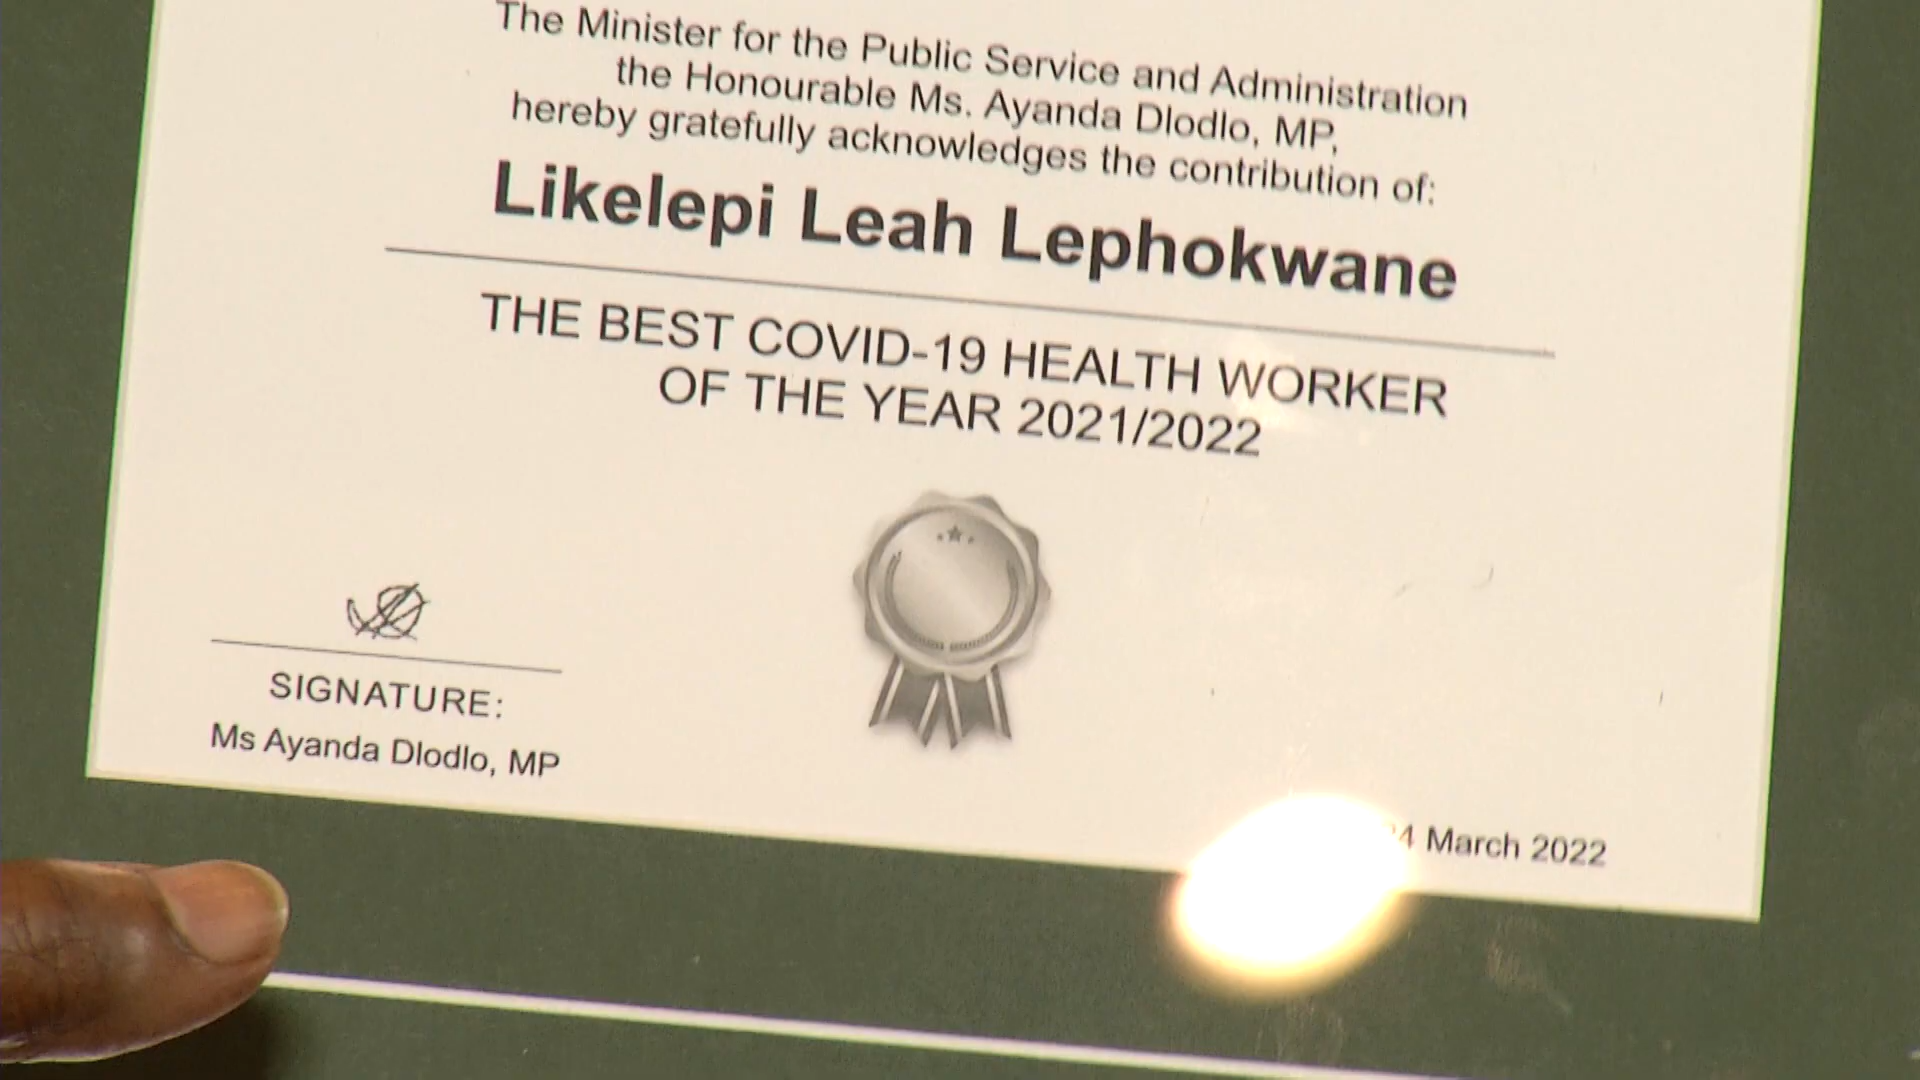 The Minister for the Public Service and Administration
the Honourable Ms. Ayanda Dlodlo, MP,
hereby gratefully acknowledges the contribution of:
Likelepi Leah Lephokwane
THE BEST COVID-19 HEALTH WORKER
OF THE YEAR 2021/2022
SIGNATURE:
Ms Ayanda Dlodlo, MP
March 2022